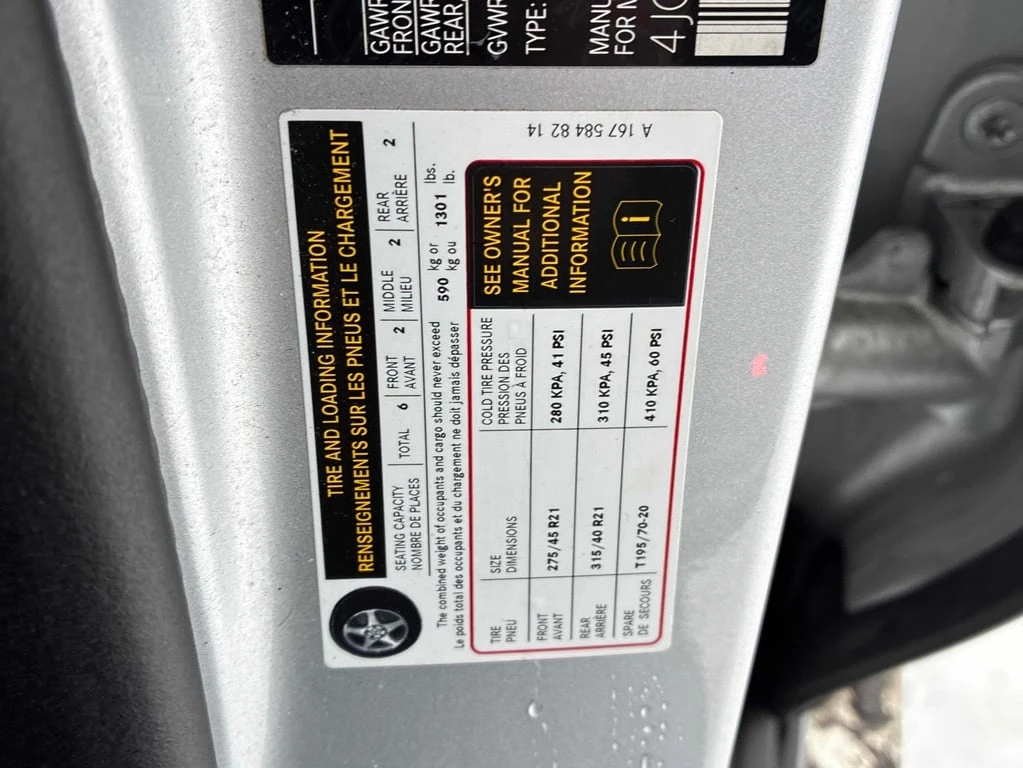 GAWR
FRON
GAWR
REAR
GVWR
TYPE:
MANU
FOR M
4 JG
TIRE AND LOADING INFORMATION
RENSEIGNEMENTS SUR LES PNEUS ET LE CHARGEMENT
SEATING CAPACITY TOTAL 6 FRONT 2 MIDDLE 2 REAR 2
NOMBRE DE PLACES AVANT MILIEU ARRIÈRE
The combined weight of occupants and cargo should never exceed 590 kg or 1301 lbs.
Le poids total des occupants et du chargement ne doit jamais dépasser kg ou lb.
TIRE SIZE COLD TIRE PRESSURE
PNEU DIMENSIONS PRESSION DES
PNEUS À FROID
FRONT 275/45 R21 280 KPA, 41 PSI
AVANT
REAR 315/40 R21 310 KPA, 45 PSI
ARRIÈRE
SPARE T195/70-20 410 KPA, 60 PSI
DE SECOURS
SEE OWNER'S
MANUAL FOR
ADDITIONAL
INFORMATION
A 167 584 82 14